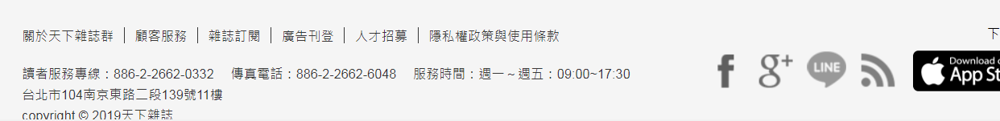 關於天下雜誌群 | 顧客服務 | 雜誌訂閱 | 廣告刊登 | 人才招募 | 隱私權政策與使用條款
下
讀者服務專線：886-2-2662-0332 傳真電話：886-2-2662-6048 服務時間：週一～週五：09:00~17:30
台北市104南京東路二段139號11樓
copyright © 2019天下雜誌
f g+ LINE
Download o
App St